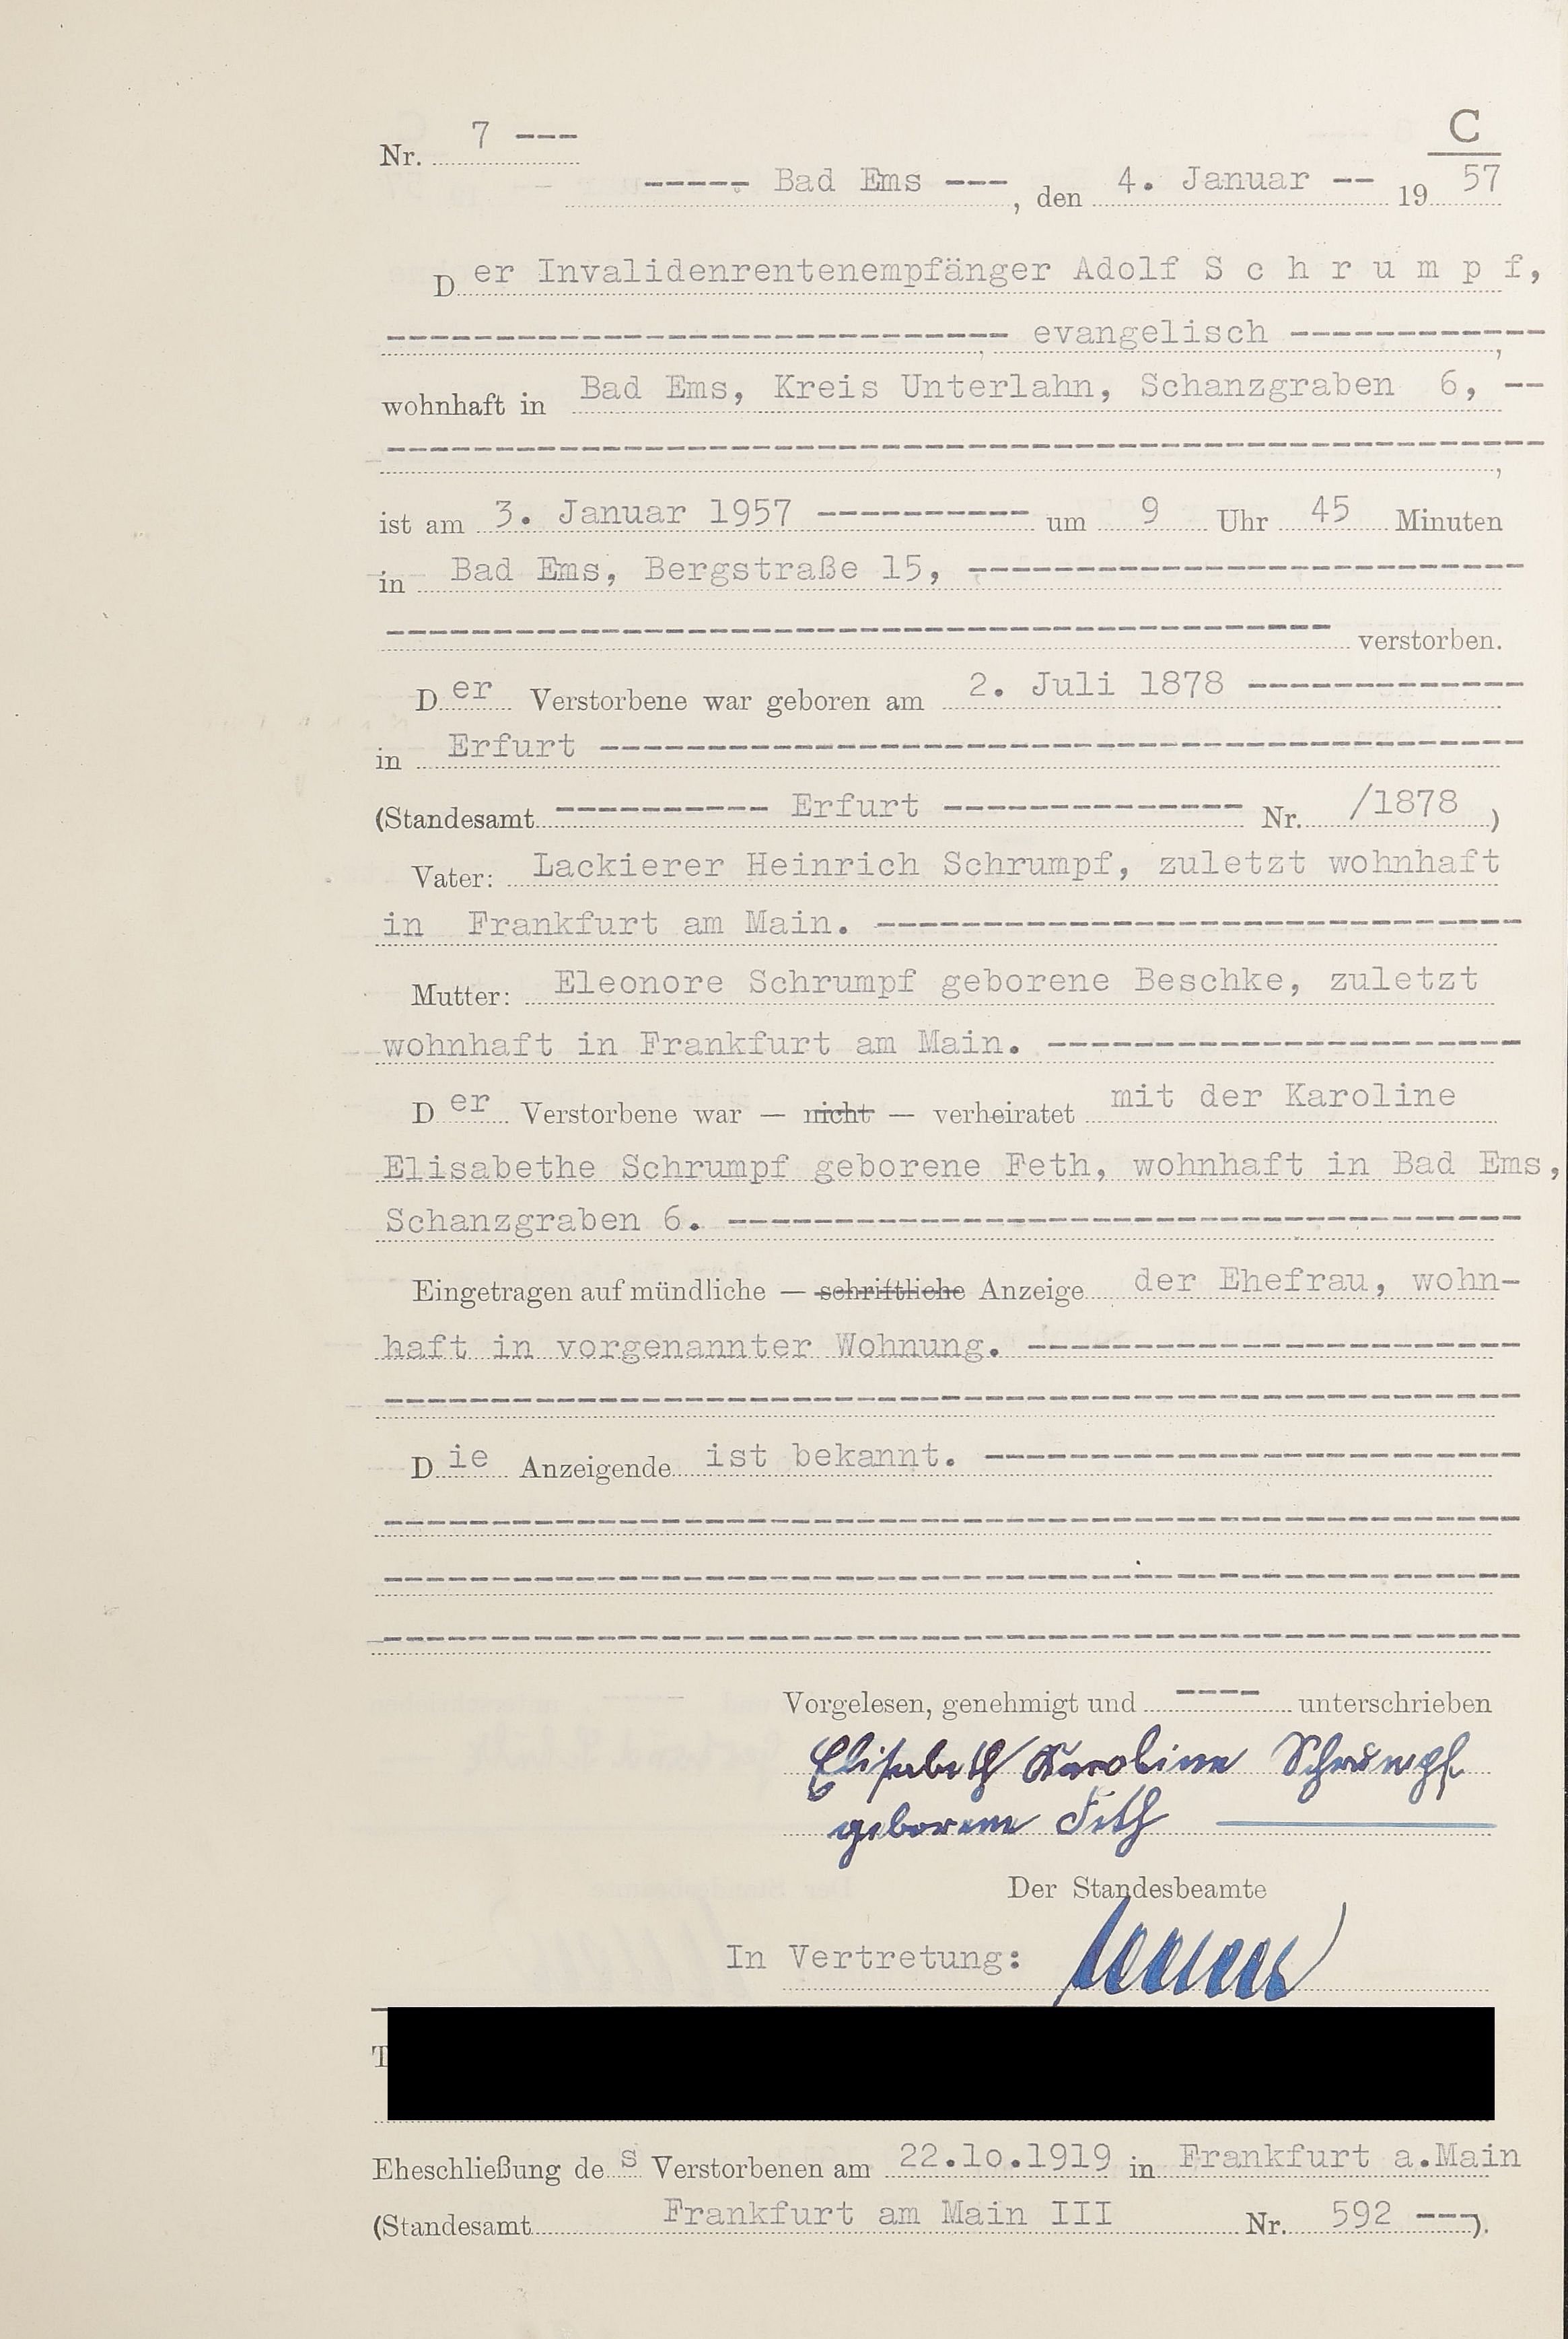 C
Nr. 7 ---
----- Bad Ems ---, den 4. Januar -- 1957
Der Invalidenrentenempfänger Adolf S c h r u m p f,
---------- evangelisch ----------,
wohnhaft in Bad Ems, Kreis Unterlahn, Schanzgraben 6, --
ist am 3. Januar 1957 ---------- um 9 Uhr 45 Minuten
in Bad Ems, Bergstraße 15, ----------
---------- verstorben.
Der Verstorbene war geboren am 2. Juli 1878 ----------
in Erfurt ----------
(Standesamt ---------- Erfurt ---------- Nr. /1878 )
Vater: Lackierer Heinrich Schrumpf, zuletzt wohnhaft
in Frankfurt am Main. ----------
Mutter: Eleonore Schrumpf geborene Beschke, zuletzt
wohnhaft in Frankfurt am Main. ----------
Der Verstorbene war — nicht — verheiratet mit der Karoline
Elisabethe Schrumpf geborene Feth, wohnhaft in Bad Ems,
Schanzgraben 6. ----------
Eingetragen auf mündliche — schriftliche Anzeige der Ehefrau, wohn-
haft in vorgenannter Wohnung. ----------
Die Anzeigende ist bekannt. ----------
Vorgelesen, genehmigt und ---- unterschrieben
Elisabeth Karoline Schrumpf
geborene Feth
Der Standesbeamte
In Vertretung:
T
Eheschließung des Verstorbenen am 22.1o.1919 in Frankfurt a.Main
(Standesamt Frankfurt am Main III Nr. 592 ---).